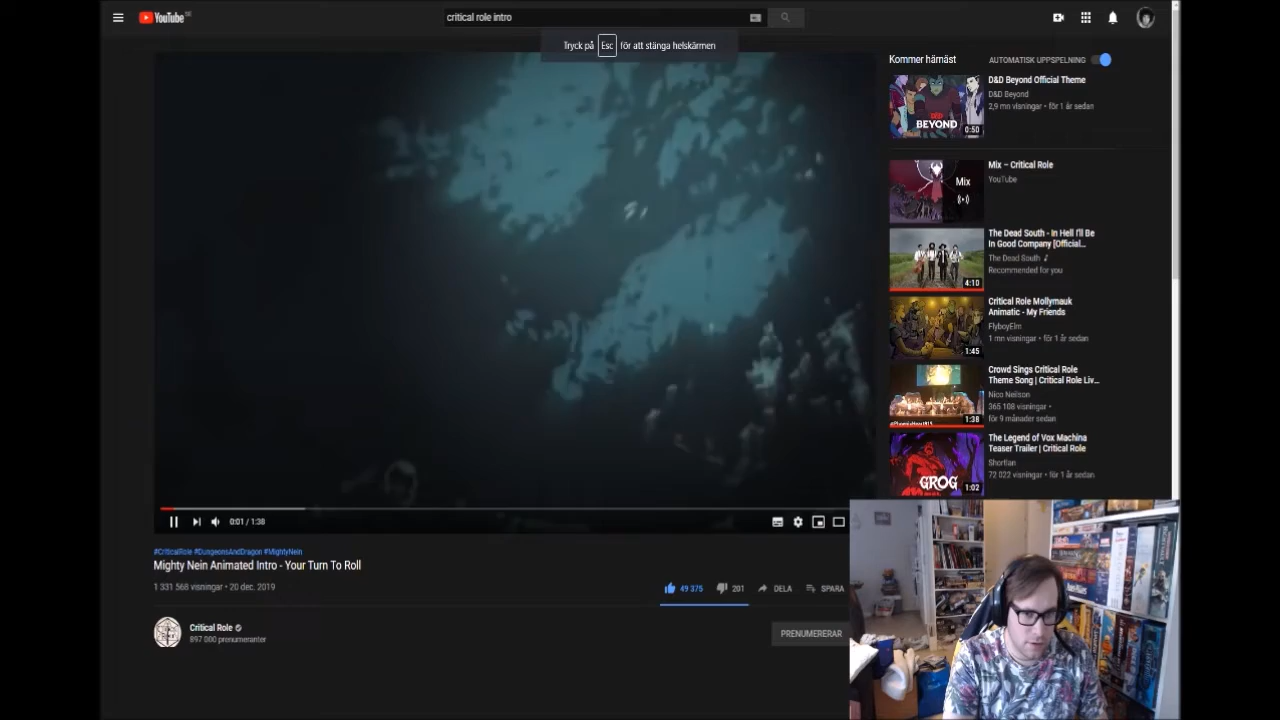 YouTube SE
critical role intro
Tryck på Esc för att stänga helskärmen
Kommer härnäst
AUTOMATISK UPPSPELNING
D&D Beyond Official Theme
D&D Beyond
2,9 mn visningar • för 1 år sedan
BEYOND
0:50
Mix – Critical Role
YouTube
Mix
The Dead South - In Hell I'll Be
In Good Company [Official...
The Dead South
Recommended for you
4:10
Critical Role Mollymauk
Animatic - My Friends
FlyboyElm
1 mn visningar • för 1 år sedan
1:45
Crowd Sings Critical Role
Theme Song | Critical Role Liv...
Nico Neilson
365 108 visningar •
för 9 månader sedan
1:38
The Legend of Vox Machina
Teaser Trailer | Critical Role
Shortlan
72 022 visningar • för 1 år sedan
GROG
1:02
0:01 / 1:38
#CriticalRole #DungeonsAndDragon #MightyNein
Mighty Nein Animated Intro - Your Turn To Roll
1 331 568 visningar • 20 dec. 2019
49 375
201
DELA
SPARA
Critical Role
897 000 prenumeranter
PRENUMERERAR